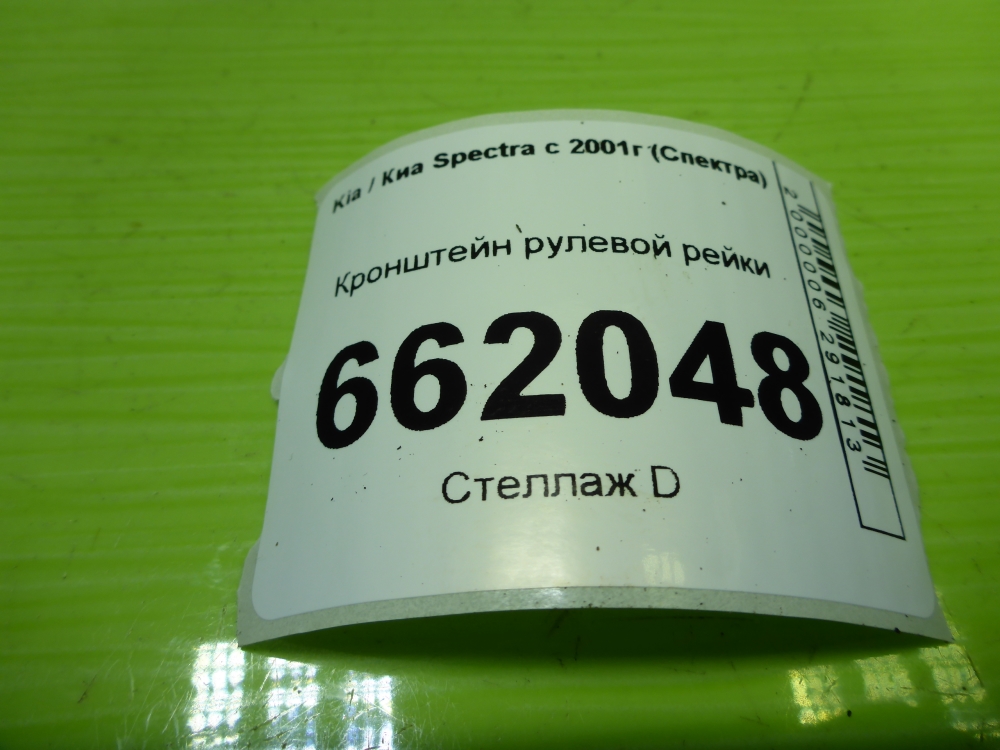 Kia / Киа Spectra с 2001г (Спектра)
Кронштейн рулевой рейки
662048
Стеллаж D
2000006291813